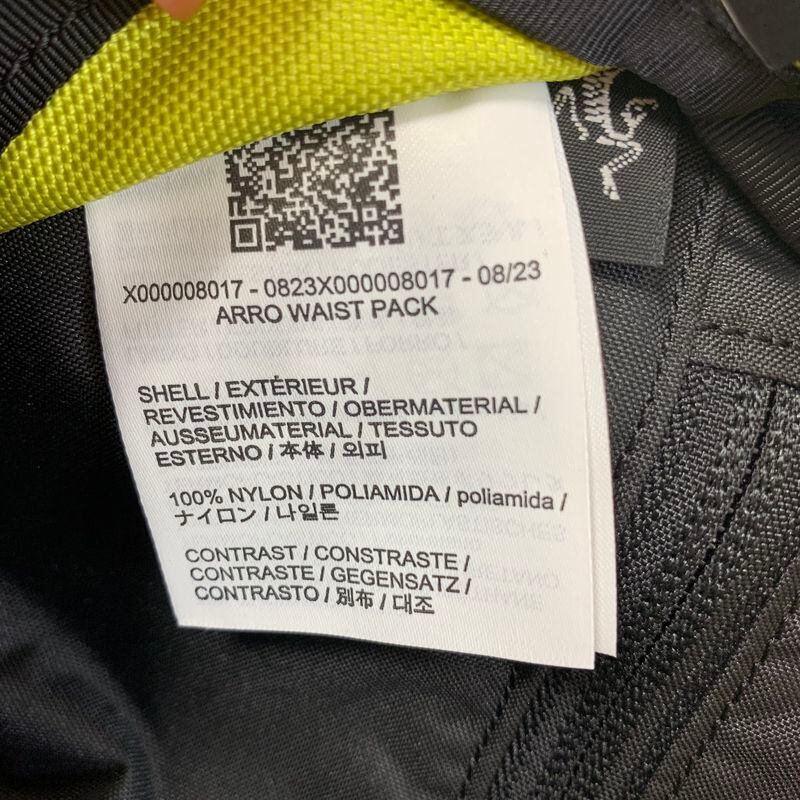 X000008017 - 0823X000008017 - 08/23
ARRO WAIST PACK
SHELL / EXTÉRIEUR /
REVESTIMIENTO / OBERMATERIAL /
AUSSEUMATERIAL / TESSUTO
ESTERNO / 本体 / 외피
100% NYLON / POLIAMIDA / poliamida /
ナイロン / 나일론
CONTRAST / CONSTRASTE /
CONTRASTE / GEGENSATZ /
CONTRASTO / 別布 / 대조